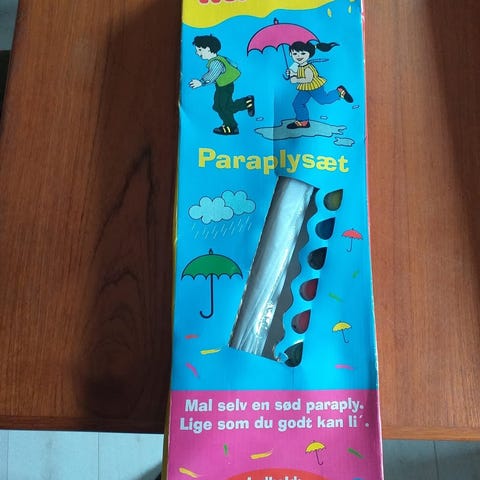 Paraplysæt
Mal selv en sød paraply.
Lige som du godt kan li´.